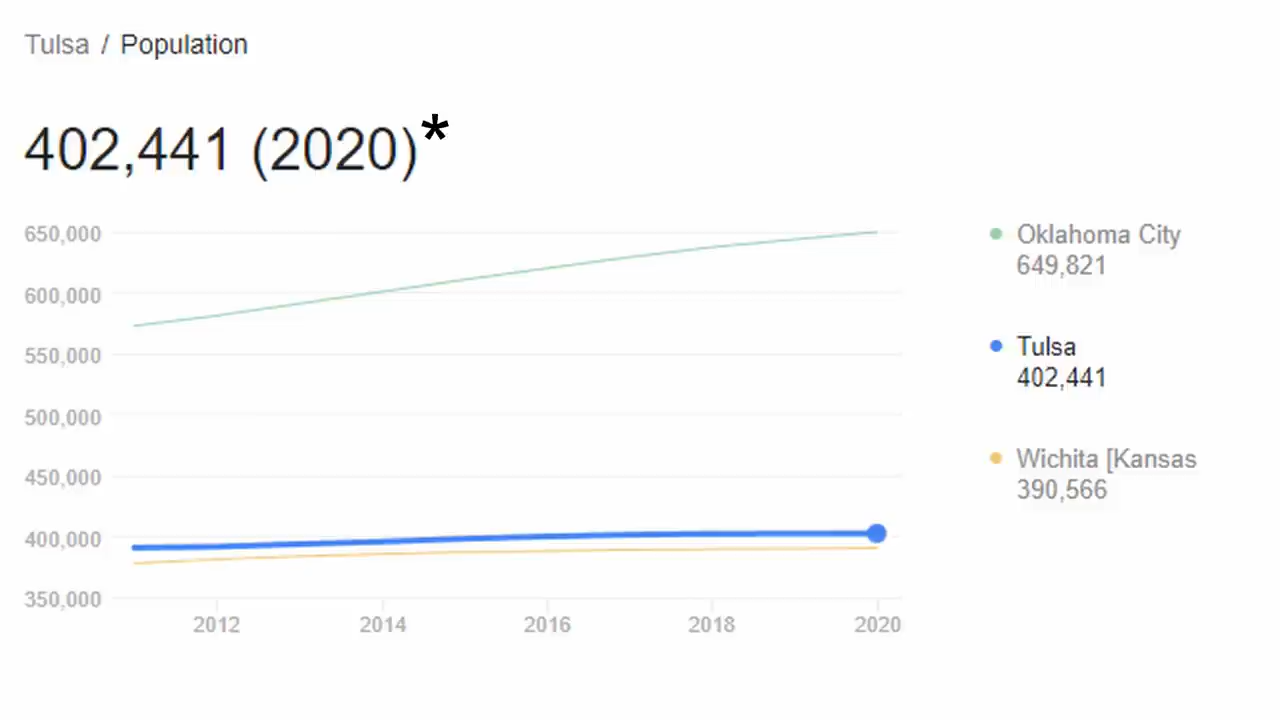 Tulsa / Population
402,441 (2020)*
650,000
600,000
550,000
500,000
450,000
400,000
350,000
2012 2014 2016 2018 2020
Oklahoma City
649,821
Tulsa
402,441
Wichita [Kansas
390,566